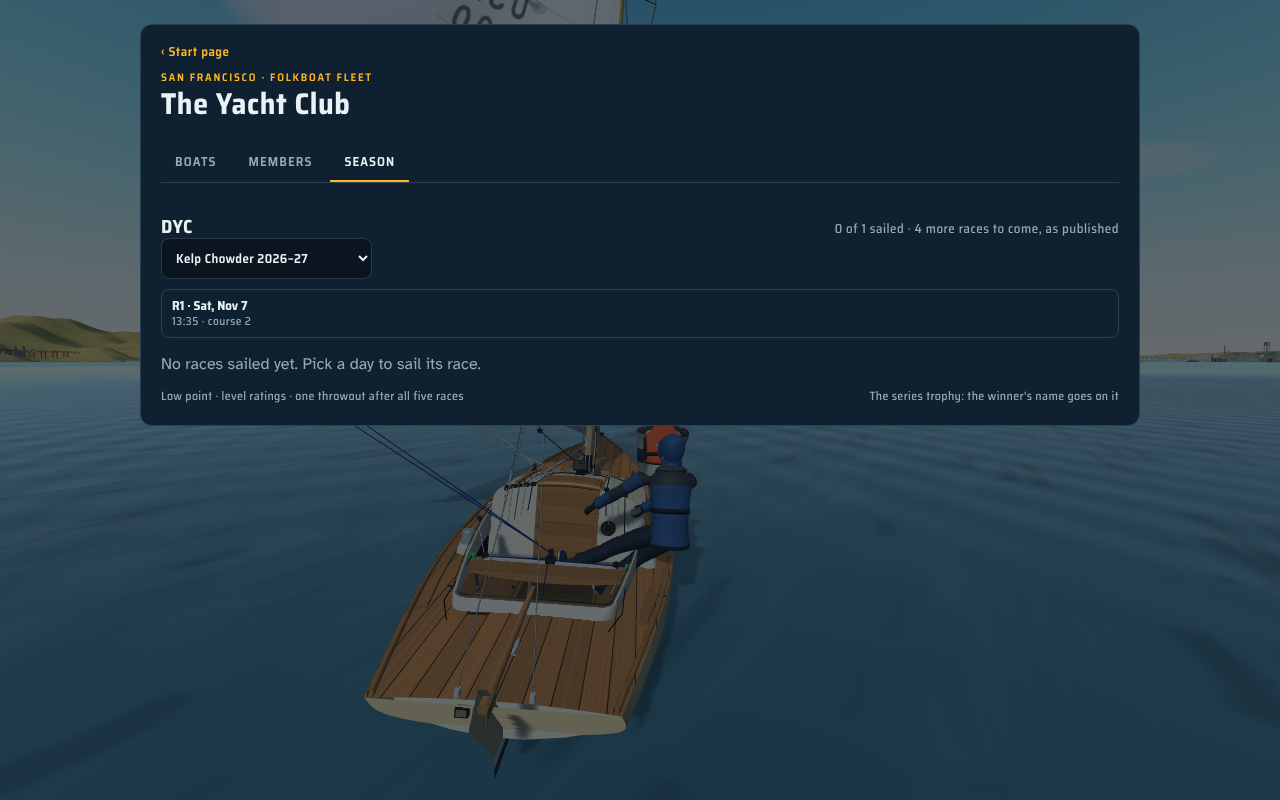 ‹ Start page
SAN FRANCISCO · FOLKBOAT FLEET
The Yacht Club
BOATS MEMBERS SEASON
DYC
0 of 1 sailed · 4 more races to come, as published
Kelp Chowder 2026–27
R1 · Sat, Nov 7
13:35 · course 2
No races sailed yet. Pick a day to sail its race.
Low point · level ratings · one throwout after all five races
The series trophy: the winner's name goes on it